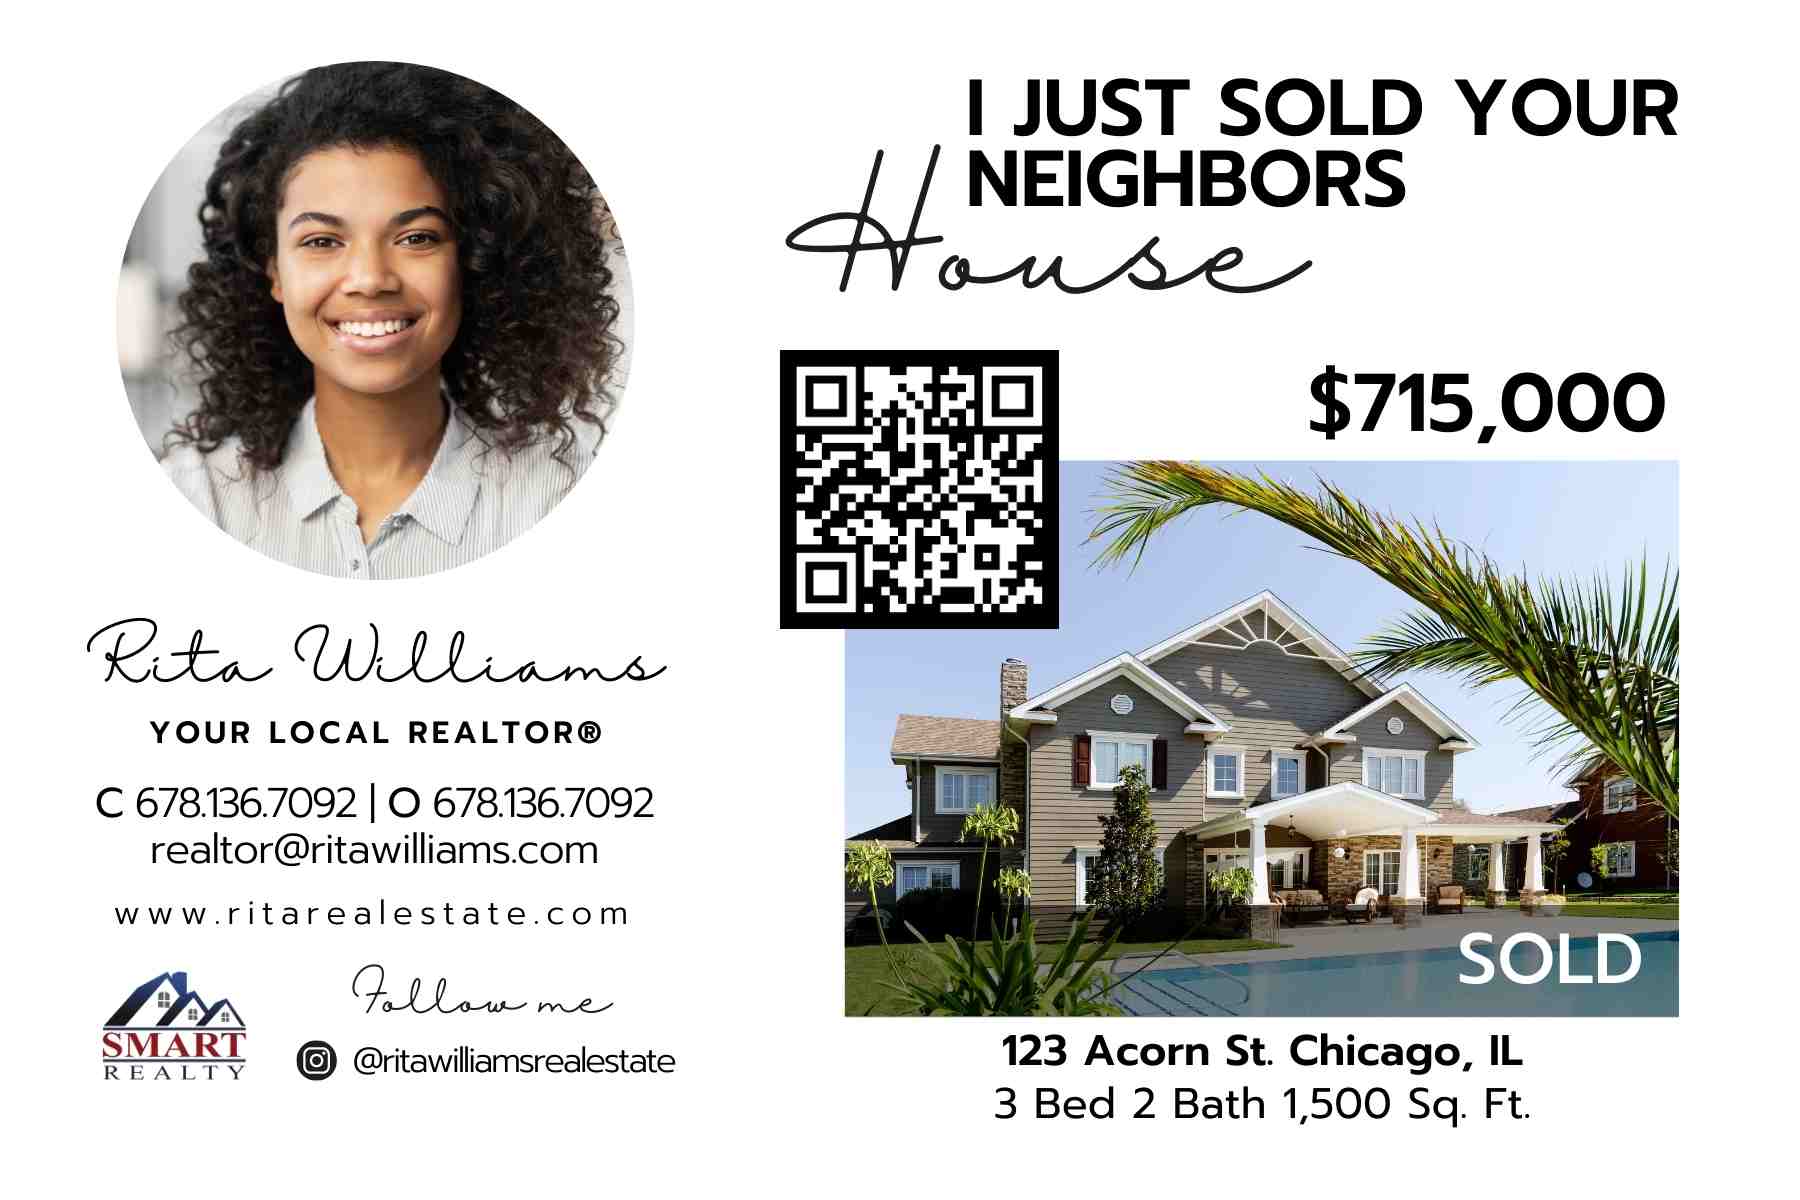 Rita Williams
YOUR LOCAL REALTOR®
C 678.136.7092 | O 678.136.7092
realtor@ritawilliams.com
www.ritarealestate.com
SMART
REALTY
Follow me
@ritawilliamsrealestate
I JUST SOLD YOUR
NEIGHBORS
House
$715,000
SOLD
123 Acorn St. Chicago, IL
3 Bed 2 Bath 1,500 Sq. Ft.